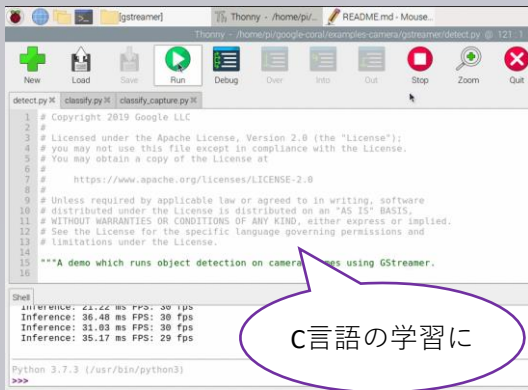 [gstreamer]
Thonny - /home/pi/...
README.md - Mouse...
Thonny - /home/pi/google-coral/examples-camera/gstreamer/detect.py @ 121 : 1
New Load Save Run Debug Over Into Out Stop Zoom Quit
detect.py classify.py classify_capture.py
1 # Copyright 2019 Google LLC
2 #
3 # Licensed under the Apache License, Version 2.0 (the "License");
4 # you may not use this file except in compliance with the License.
5 # You may obtain a copy of the License at
6 #
7 # https://www.apache.org/licenses/LICENSE-2.0
8 #
9 # Unless required by applicable law or agreed to in writing, software
10 # distributed under the License is distributed on an "AS IS" BASIS,
11 # WITHOUT WARRANTIES OR CONDITIONS OF ANY KIND, either express or implied.
12 # See the License for the specific language governing permissions and
13 # limitations under the License.
14
15 """A demo which runs object detection on camera using GStreamer.
16
Shell
Inference: 21.22 ms FPS: 30 fps
Inference: 36.48 ms FPS: 30 fps
Inference: 31.03 ms FPS: 30 fps
Inference: 35.17 ms FPS: 29 fps
C言語の学習に
Python 3.7.3 (/usr/bin/python3)
>>>